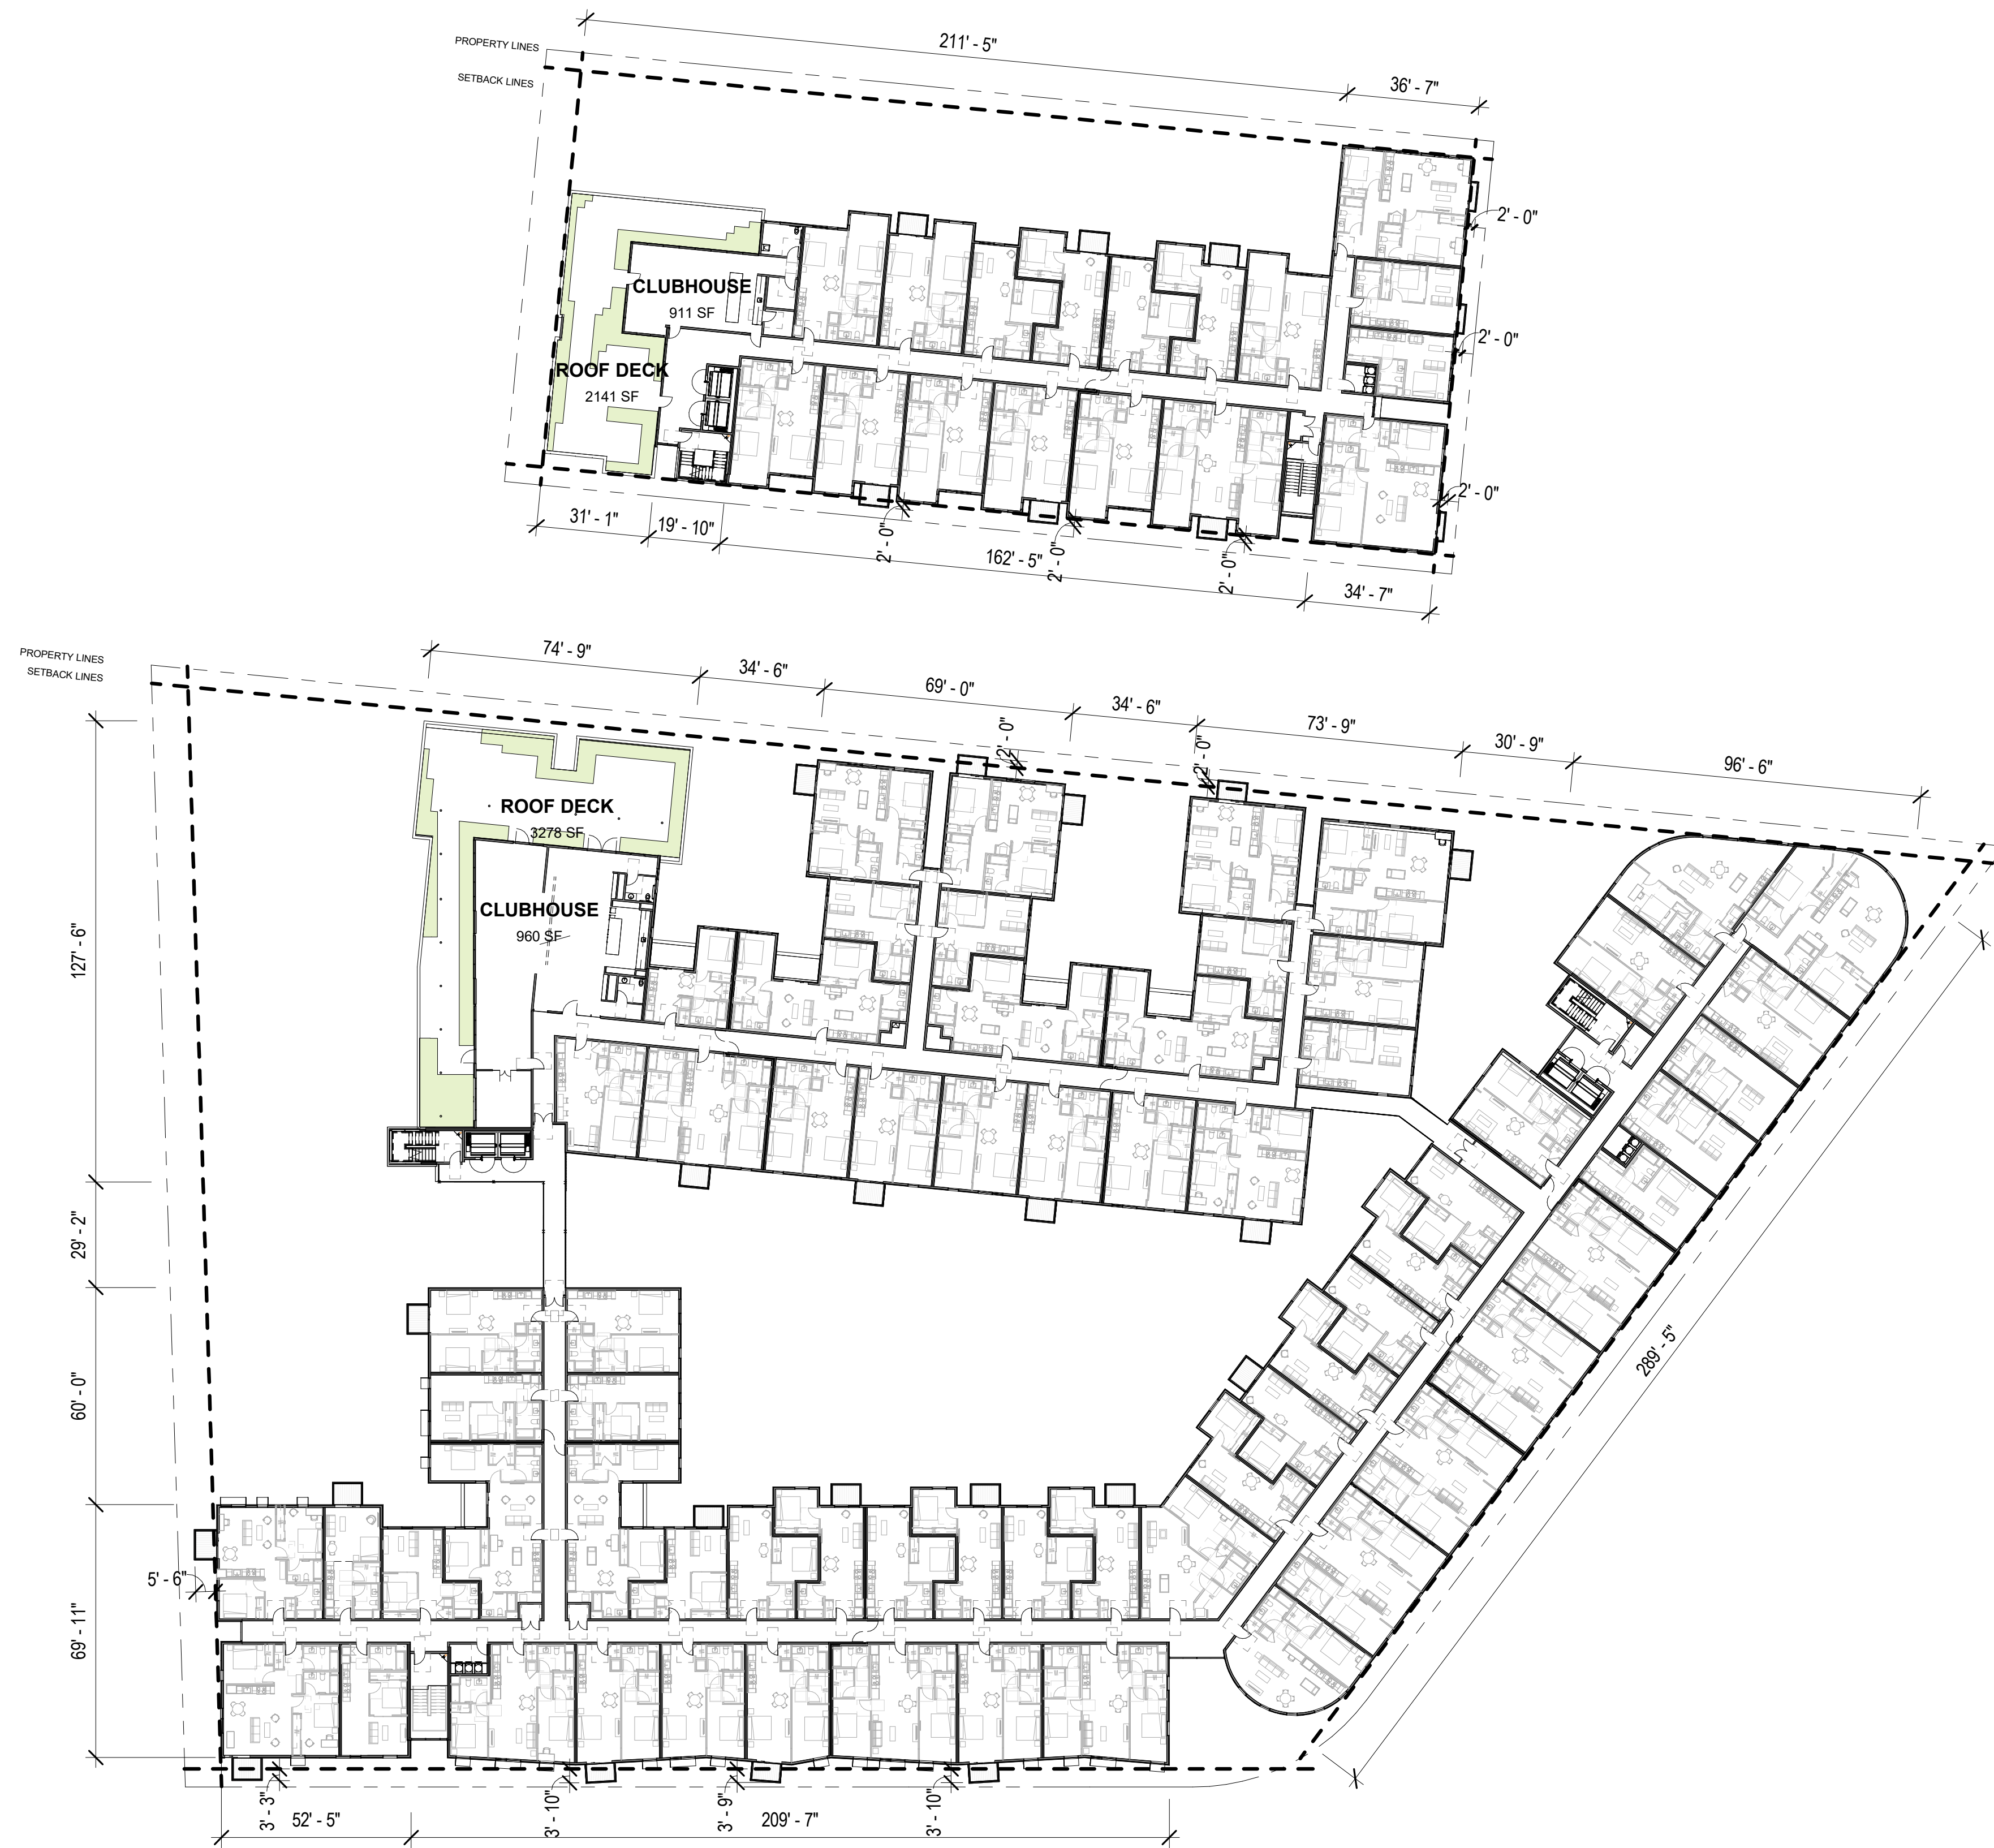 PROPERTY LINES
SETBACK LINES
211' - 5"
36' - 7"
2' - 0"
CLUBHOUSE
911 SF
2' - 0"
ROOF DECK
2141 SF
2' - 0"
31' - 1"
19' - 10"
2' - 0"
162' - 5"
2' - 0"
2' - 0"
34' - 7"
PROPERTY LINES
SETBACK LINES
74' - 9"
34' - 6"
69' - 0"
34' - 6"
73' - 9"
30' - 9"
96' - 6"
2' - 0"
2' - 0"
ROOF DECK
3278 SF
CLUBHOUSE
960 SF
127' - 6"
29' - 2"
60' - 0"
289' - 5"
5' - 6"
69' - 11"
3' - 3"
52' - 5"
3' - 10"
3' - 9"
209' - 7"
3' - 10"